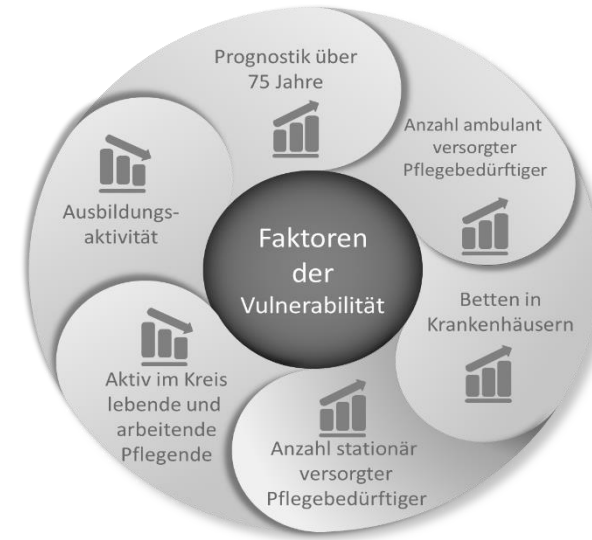 Prognostik über
75 Jahre
Anzahl ambulant
versorgter
Pflegebedürftiger
Betten in
Krankenhäusern
Anzahl stationär
versorgter
Pflegebedürftiger
Aktiv im Kreis
lebende und
arbeitende
Pflegende
Ausbildungs-
aktivität
Faktoren
der
Vulnerabilität